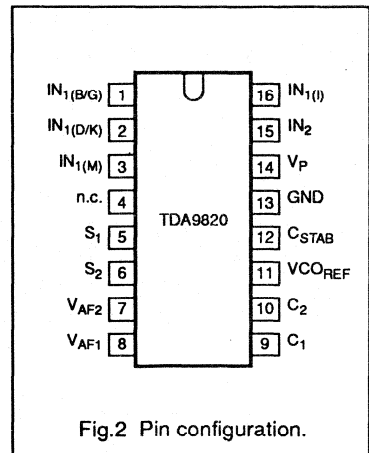 IN1(B/G) 1 16 IN1(I)
IN1(D/K) 2 15 IN2
IN1(M) 3 14 VP
n.c. 4 13 GND
TDA9820
S1 5 12 CSTAB
S2 6 11 VCOREF
VAF2 7 10 C2
VAF1 8 9 C1
Fig.2 Pin configuration.